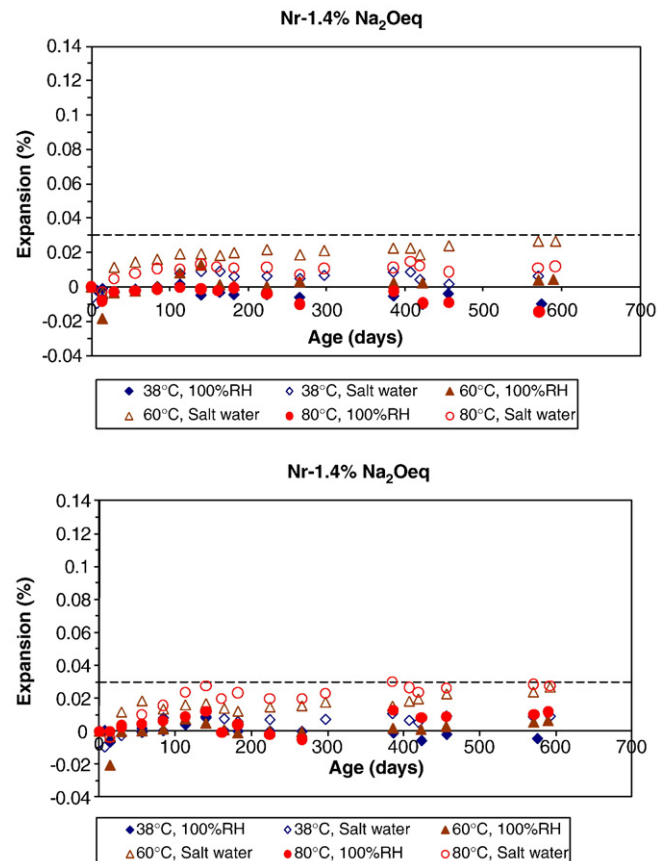 Nr-1.4% Na₂Oeq
0.14
0.12
0.1
0.08
0.06
0.04
0.02
0
-0.02
-0.04
Expansion (%)
0 100 200 300 400 500 600 700
Age (days)
38°C, 100%RH 38°C, Salt water 60°C, 100%RH
60°C, Salt water 80°C, 100%RH 80°C, Salt water
Nr-1.4% Na₂Oeq
0.14
0.12
0.1
0.08
0.06
0.04
0.02
0
-0.02
-0.04
Expansion (%)
0 100 200 300 400 500 600 700
Age (days)
38°C, 100%RH 38°C, Salt water 60°C, 100%RH
60°C, Salt water 80°C, 100%RH 80°C, Salt water